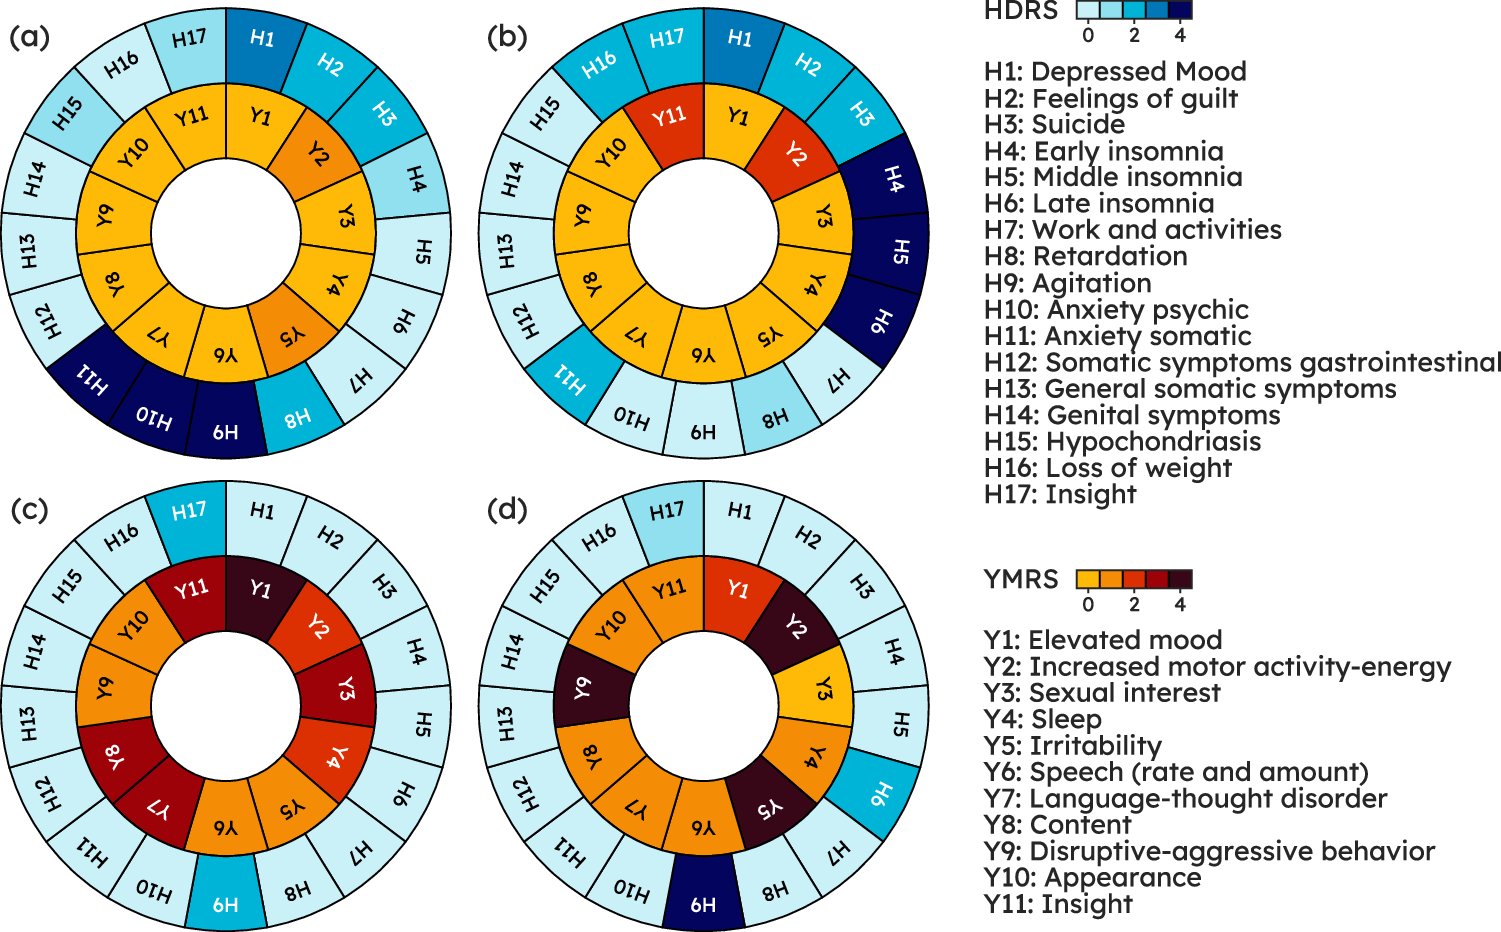 (a)
H1
H2
H3
H4
H5
H6
H7
H8
H9
H10
H11
H12
H13
H14
H15
H16
H17
Y1
Y2
Y3
Y4
Y5
Y6
Y7
Y8
Y9
Y10
Y11
(b)
H1
H2
H3
H4
H5
H6
H7
H8
H9
H10
H11
H12
H13
H14
H15
H16
H17
Y1
Y2
Y3
Y4
Y5
Y6
Y7
Y8
Y9
Y10
Y11
HDRS
0 2 4
H1: Depressed Mood
H2: Feelings of guilt
H3: Suicide
H4: Early insomnia
H5: Middle insomnia
H6: Late insomnia
H7: Work and activities
H8: Retardation
H9: Agitation
H10: Anxiety psychic
H11: Anxiety somatic
H12: Somatic symptoms gastrointestinal
H13: General somatic symptoms
H14: Genital symptoms
H15: Hypochondriasis
H16: Loss of weight
H17: Insight
(c)
H1
H2
H3
H4
H5
H6
H7
H8
H9
H10
H11
H12
H13
H14
H15
H16
H17
Y1
Y2
Y3
Y4
Y5
Y6
Y7
Y8
Y9
Y10
Y11
(d)
H1
H2
H3
H4
H5
H6
H7
H8
H9
H10
H11
H12
H13
H14
H15
H16
H17
Y1
Y2
Y3
Y4
Y5
Y6
Y7
Y8
Y9
Y10
Y11
YMRS
0 2 4
Y1: Elevated mood
Y2: Increased motor activity-energy
Y3: Sexual interest
Y4: Sleep
Y5: Irritability
Y6: Speech (rate and amount)
Y7: Language-thought disorder
Y8: Content
Y9: Disruptive-aggressive behavior
Y10: Appearance
Y11: Insight